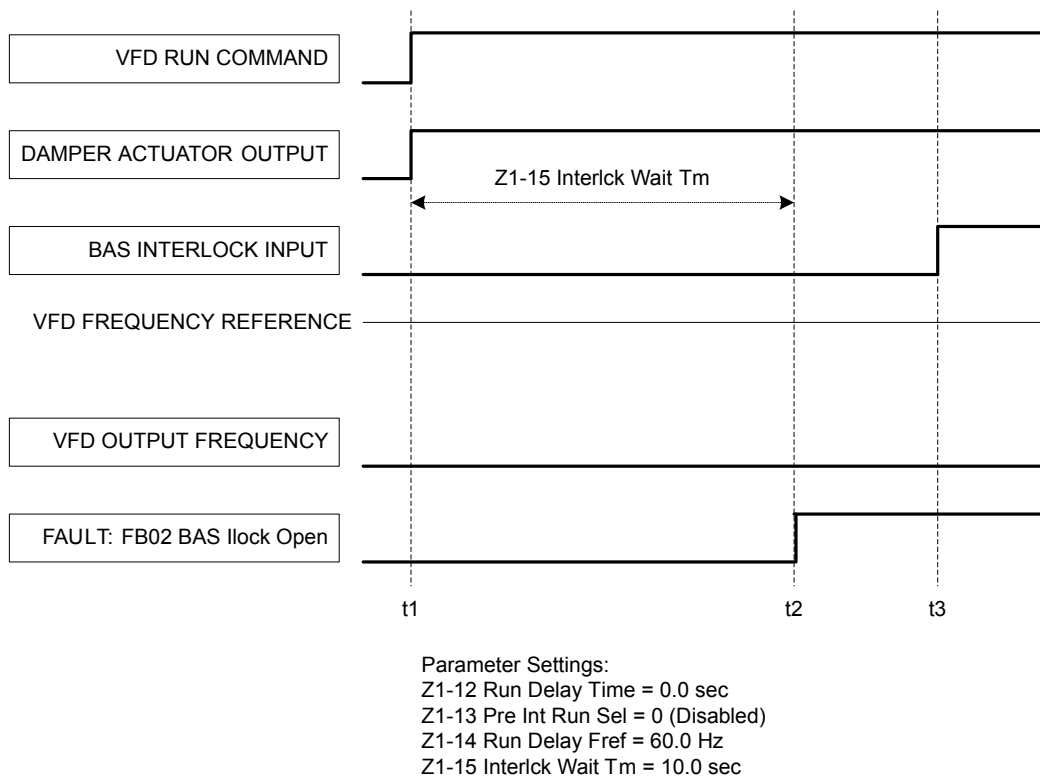 VFD RUN COMMAND
DAMPER ACTUATOR OUTPUT
Z1-15 Interlck Wait Tm
BAS INTERLOCK INPUT
VFD FREQUENCY REFERENCE
VFD OUTPUT FREQUENCY
FAULT: FB02 BAS Ilock Open
t1 t2 t3
Parameter Settings:
Z1-12 Run Delay Time = 0.0 sec
Z1-13 Pre Int Run Sel = 0 (Disabled)
Z1-14 Run Delay Fref = 60.0 Hz
Z1-15 Interlck Wait Tm = 10.0 sec